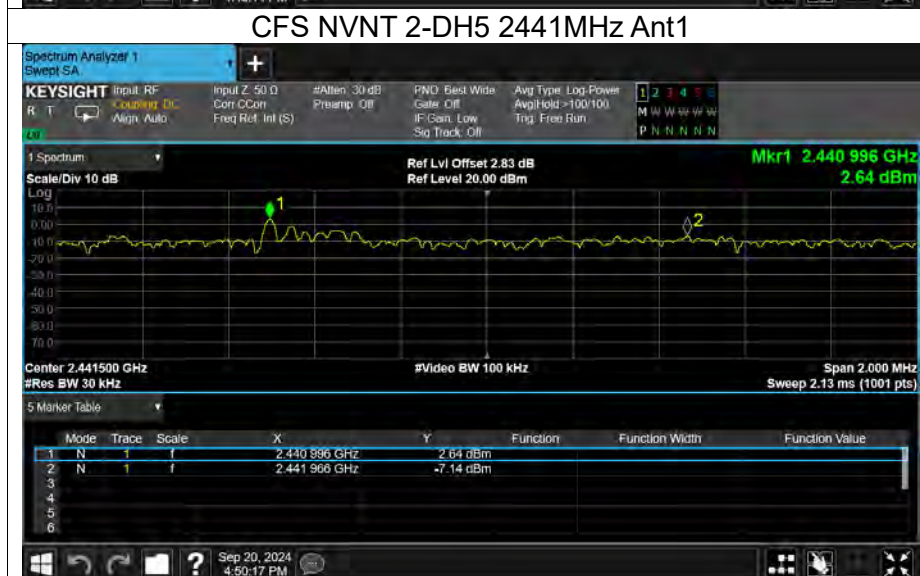 CFS NVNT 2-DH5 2441MHz Ant1
Spectrum Analyzer 1
Swept SA
+
KEYSIGHT Input: RF
R T Coupling: DC
Align: Auto
Input Z: 50 Ω
Corr CCorr
Freq Ref: Int (S)
#Atten: 30 dB
Preamp: Off
PNO: Best Wide
Gate: Off
IF Gain: Low
Sig Track: Off
Avg Type: Log-Power
Avg|Hold:>100/100
Trig: Free Run
1 2 3 4 5 6
M W W W W W
P N N N N N
1 Spectrum
Scale/Div 10 dB
Ref Lvl Offset 2.83 dB
Ref Level 20.00 dBm
Mkr1 2.440 996 GHz
2.64 dBm
Log
10.0
0.00
-10.0
-20.0
-30.0
-40.0
-50.0
-60.0
-70.0
1
2
Center 2.441500 GHz
#Res BW 30 kHz
#Video BW 100 kHz
Span 2.000 MHz
Sweep 2.13 ms (1001 pts)
5 Marker Table
Mode Trace Scale X Y Function Function Width Function Value
1 N 1 f 2.440 996 GHz 2.64 dBm
2 N 1 f 2.441 966 GHz -7.14 dBm
3
4
5
6
?
Sep 20, 2024
4:50:17 PM